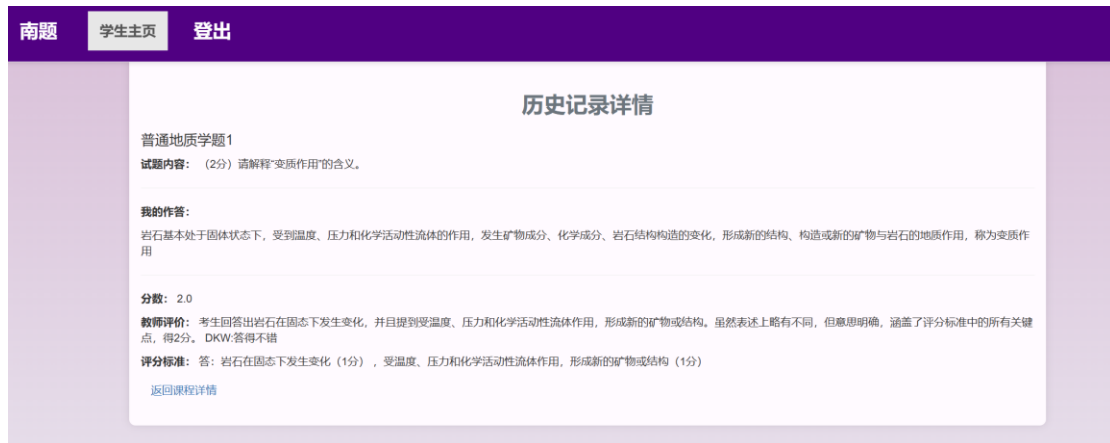 南题 学生主页 登出
历史记录详情
普通地质学题1
试题内容： （2分）请解释“变质作用”的含义。
我的作答：
岩石基本处于固体状态下，受到温度、压力和化学活动性流体的作用，发生矿物成分、化学成分、岩石结构构造的变化，形成新的结构、构造或新的矿物与岩石的地质作用，称为变质作
用
分数： 2.0
教师评价： 考生回答出岩石在固态下发生变化，并且提到受温度、压力和化学活动性流体作用，形成新的矿物或结构。虽然表述上略有不同，但意思明确，涵盖了评分标准中的所有关键
点，得2分。 DKW:答得不错
评分标准： 答：岩石在固态下发生变化（1分），受温度、压力和化学活动性流体作用，形成新的矿物或结构（1分）
返回课程详情